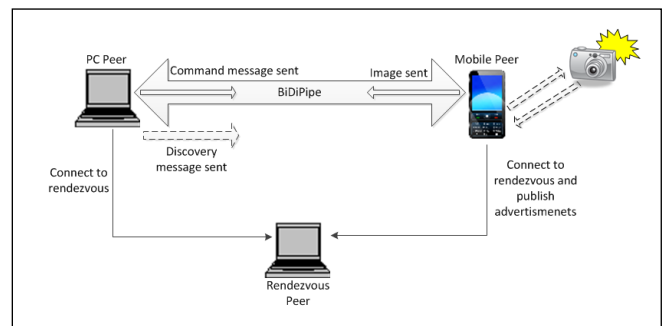 PC Peer
Mobile Peer
Command message sent
Image sent
BiDiPipe
Discovery
message sent
Connect to
rendezvous
Connect to
rendezvous and
publish
advertismenets
Rendezvous
Peer